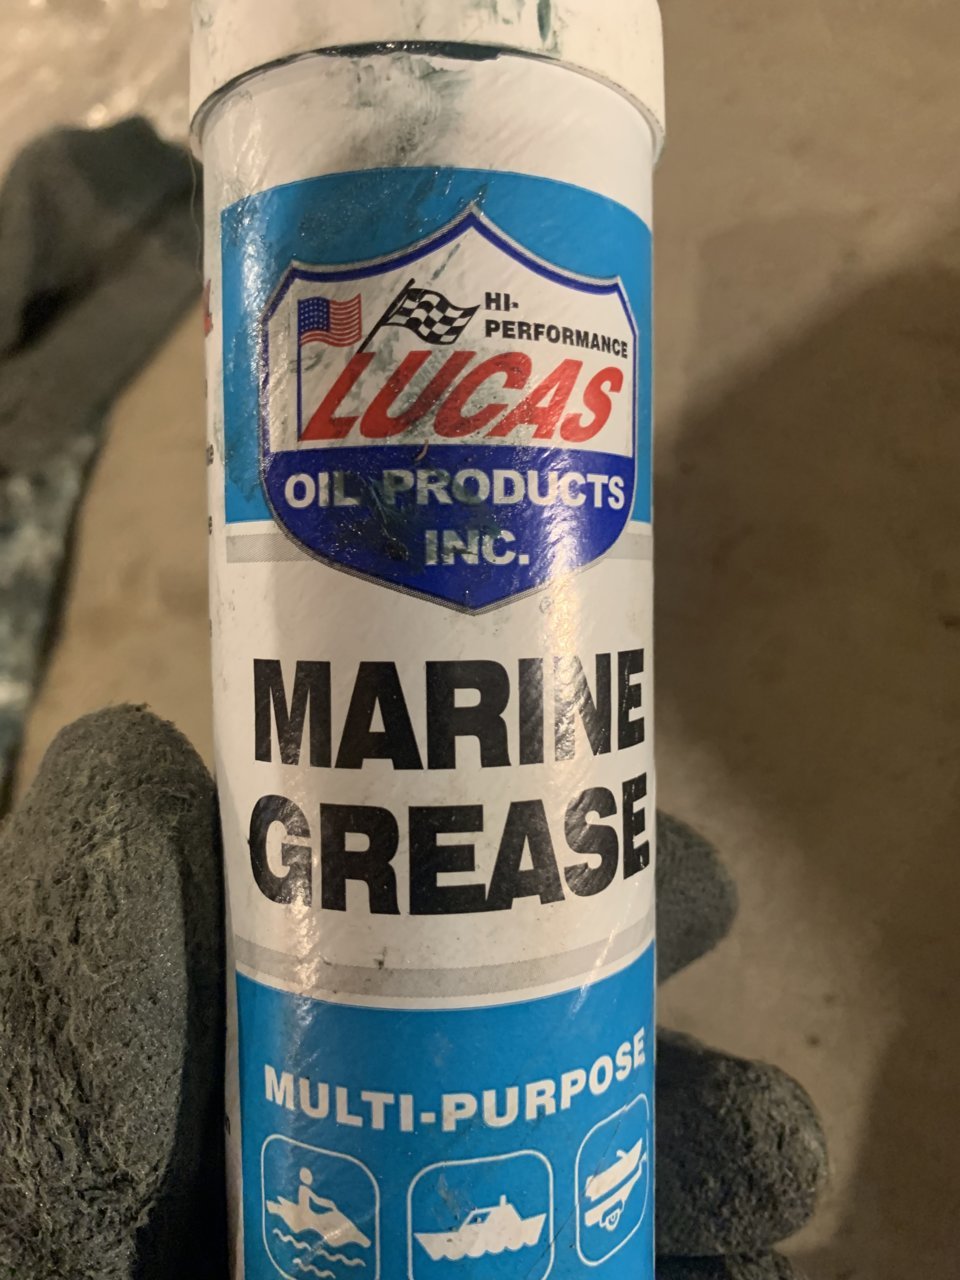 HI-
PERFORMANCE
LUCAS
OIL PRODUCTS
INC.
MARINE
GREASE
MULTI-PURPOSE